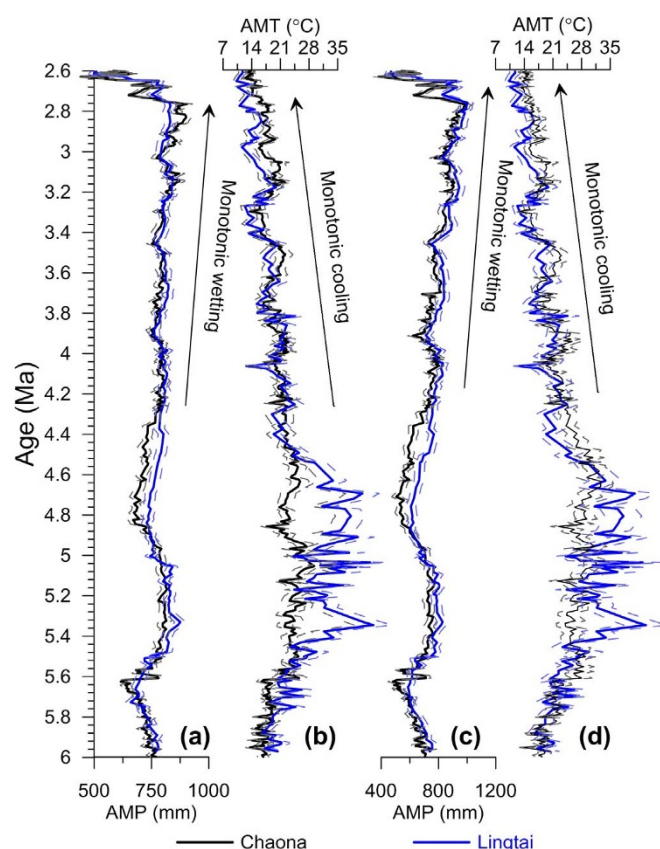 AMT (°C) AMT (°C)
7 14 21 28 35 7 14 21 28 35
2.6
2.8
3
3.2
3.4
3.6
3.8
4
4.2
4.4
4.6
4.8
5
5.2
5.4
5.6
5.8
6
Age (Ma)
Monotonic wetting
Monotonic cooling
Monotonic wetting
Monotonic cooling
(a) (b) (c) (d)
500 750 1000 400 800 1200
AMP (mm) AMP (mm)
Chaona Lingtai